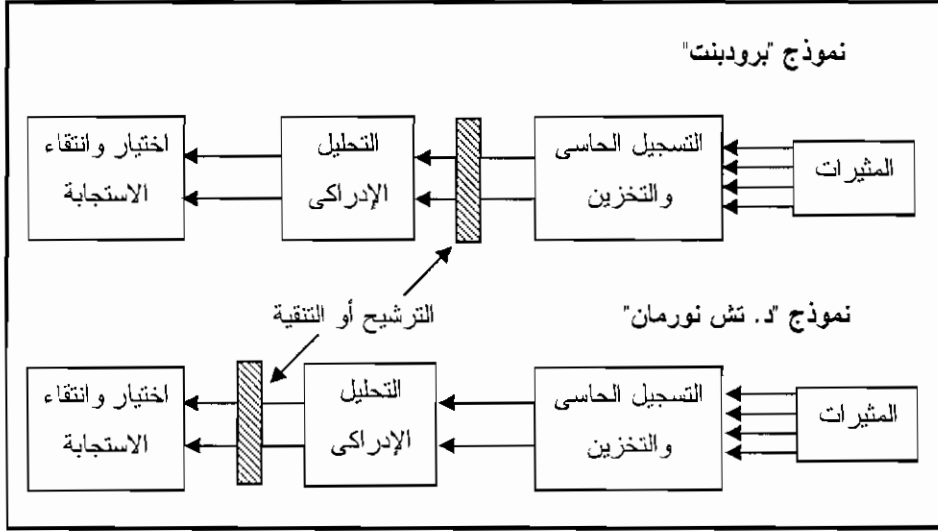 نموذج "برودبنت"
المثيرات
التسجيل الحاسى
والتخزين
التحليل
الإدراكى
اختيار وانتقاء
الاستجابة
الترشيح أو التنقية
نموذج "د. تش نورمان"
المثيرات
التسجيل الحاسى
والتخزين
التحليل
الإدراكى
اختيار وانتقاء
الاستجابة